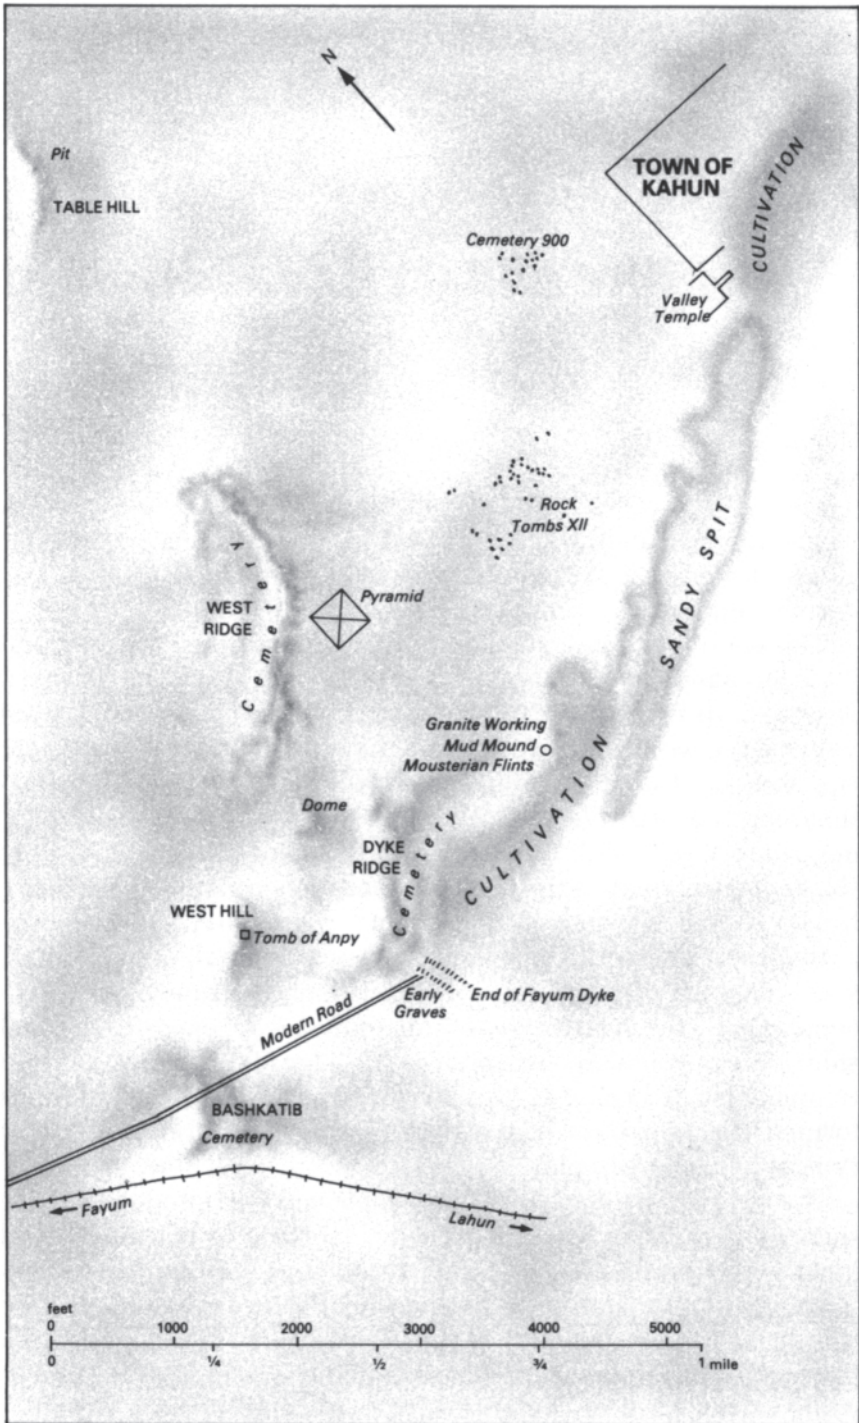 N
Pit
TABLE HILL
TOWN OF
KAHUN
CULTIVATION
Cemetery 900
Valley
Temple
Rock
Tombs XII
SANDY SPIT
Cemetery
WEST
RIDGE
Pyramid
Granite Working
Mud Mound
Mousterian Flints
CULTIVATION
Dome
DYKE
RIDGE
Cemetery
WEST HILL
Tomb of Anpy
Early
Graves
End of Fayum Dyke
Modern Road
BASHKATIB
Cemetery
Fayum
Lahun
feet
0 1000 2000 3000 4000 5000
0 ¼ ½ ¾ 1 mile